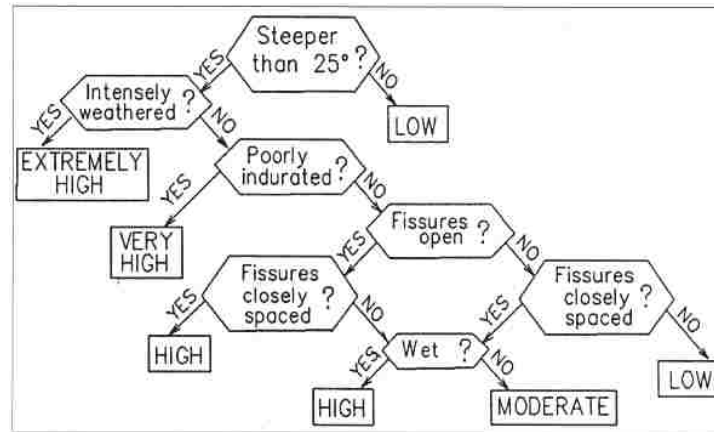 Steeper
than 25° ?
YES
NO
Intensely
weathered ?
YES
NO
LOW
EXTREMELY
HIGH
Poorly
indurated ?
YES
NO
VERY
HIGH
Fissures
open ?
YES
NO
Fissures
closely ?
spaced
YES
NO
Fissures
closely ?
spaced
YES
NO
HIGH
Wet ?
YES
NO
LOW
HIGH
MODERATE